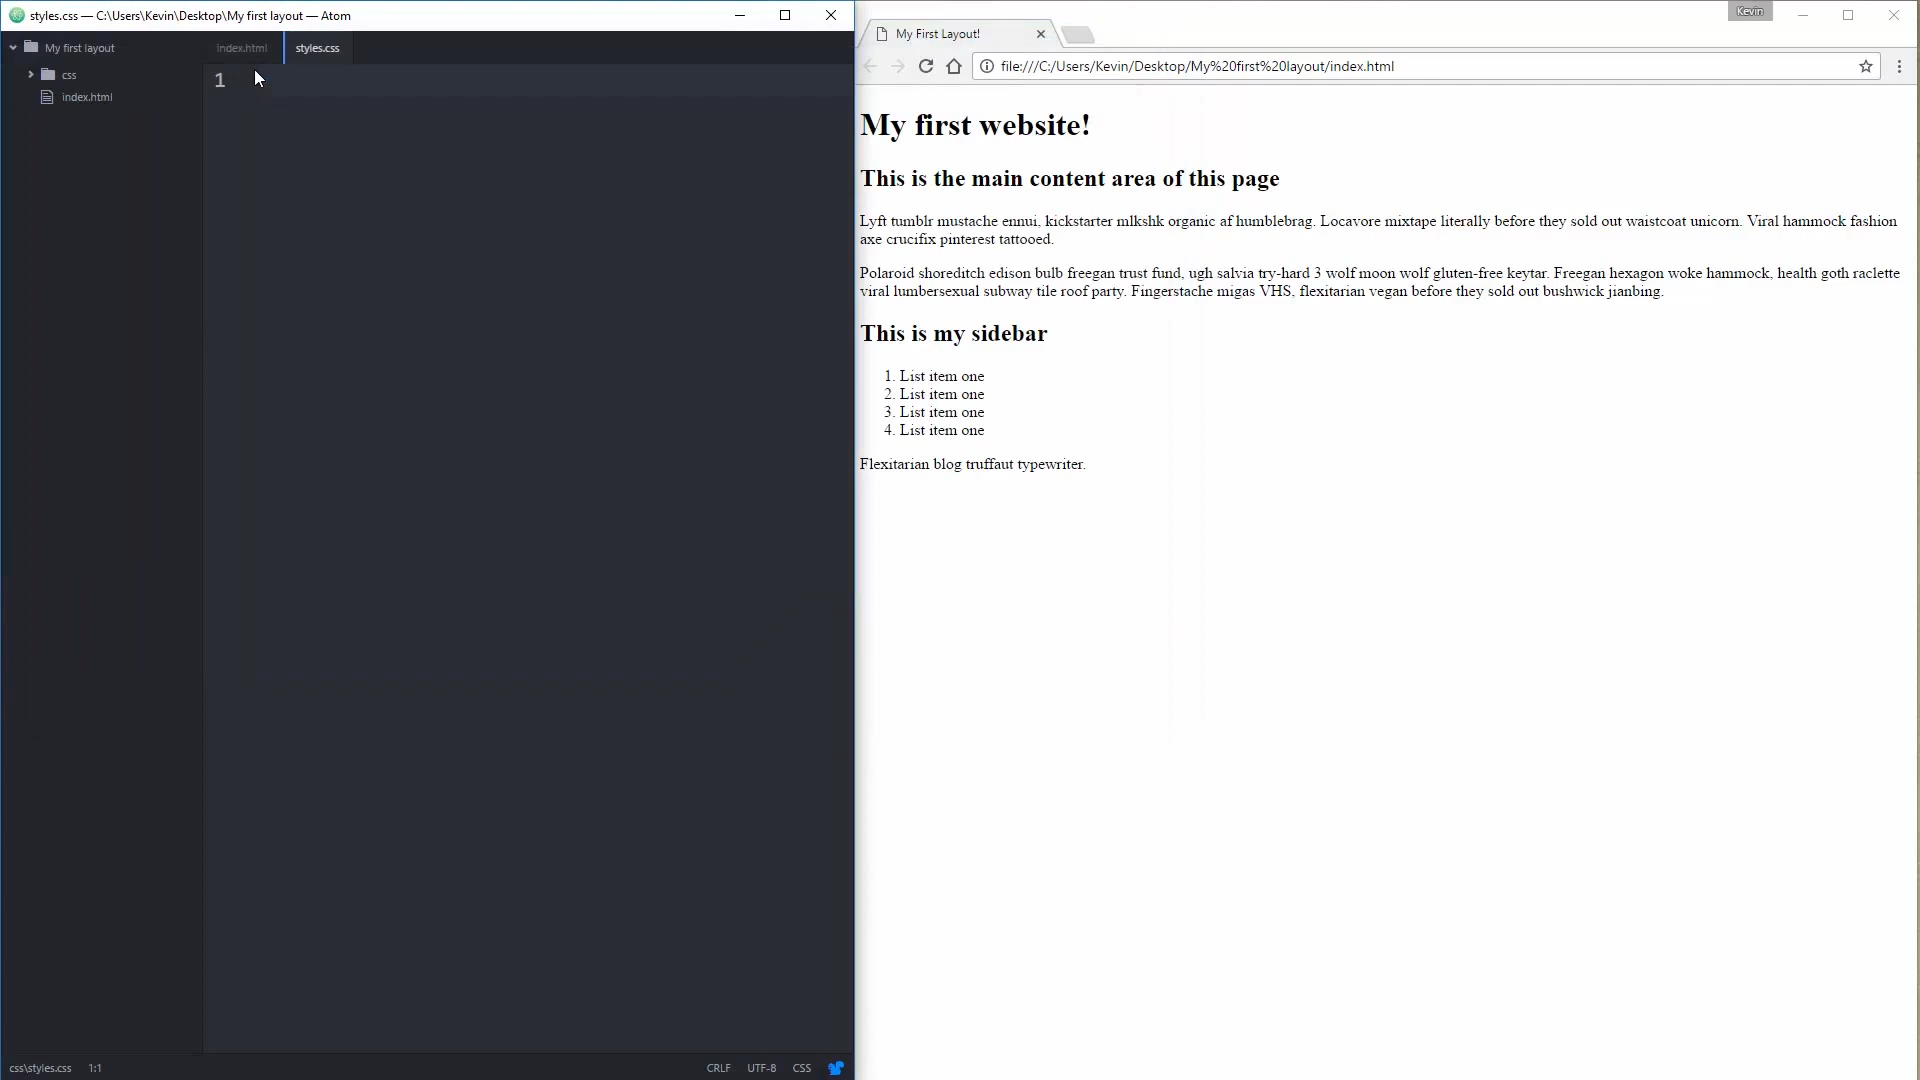 styles.css — C:\Users\Kevin\Desktop\My first layout — Atom
My first layout
css
index.html
index.html
styles.css
1
css\styles.css 1:1
CRLF UTF-8 CSS
Kevin
My First Layout!
file:///C:/Users/Kevin/Desktop/My%20first%20layout/index.html
My first website!
This is the main content area of this page
Lyft tumblr mustache ennui, kickstarter mlkshk organic af humblebrag. Locavore mixtape literally before they sold out waistcoat unicorn. Viral hammock fashion
axe crucifix pinterest tattooed.
Polaroid shoreditch edison bulb freegan trust fund, ugh salvia try-hard 3 wolf moon wolf gluten-free keytar. Freegan hexagon woke hammock, health goth raclette
viral lumbersexual subway tile roof party. Fingerstache migas VHS, flexitarian vegan before they sold out bushwick jianbing.
This is my sidebar
1. List item one
2. List item one
3. List item one
4. List item one
Flexitarian blog truffaut typewriter.